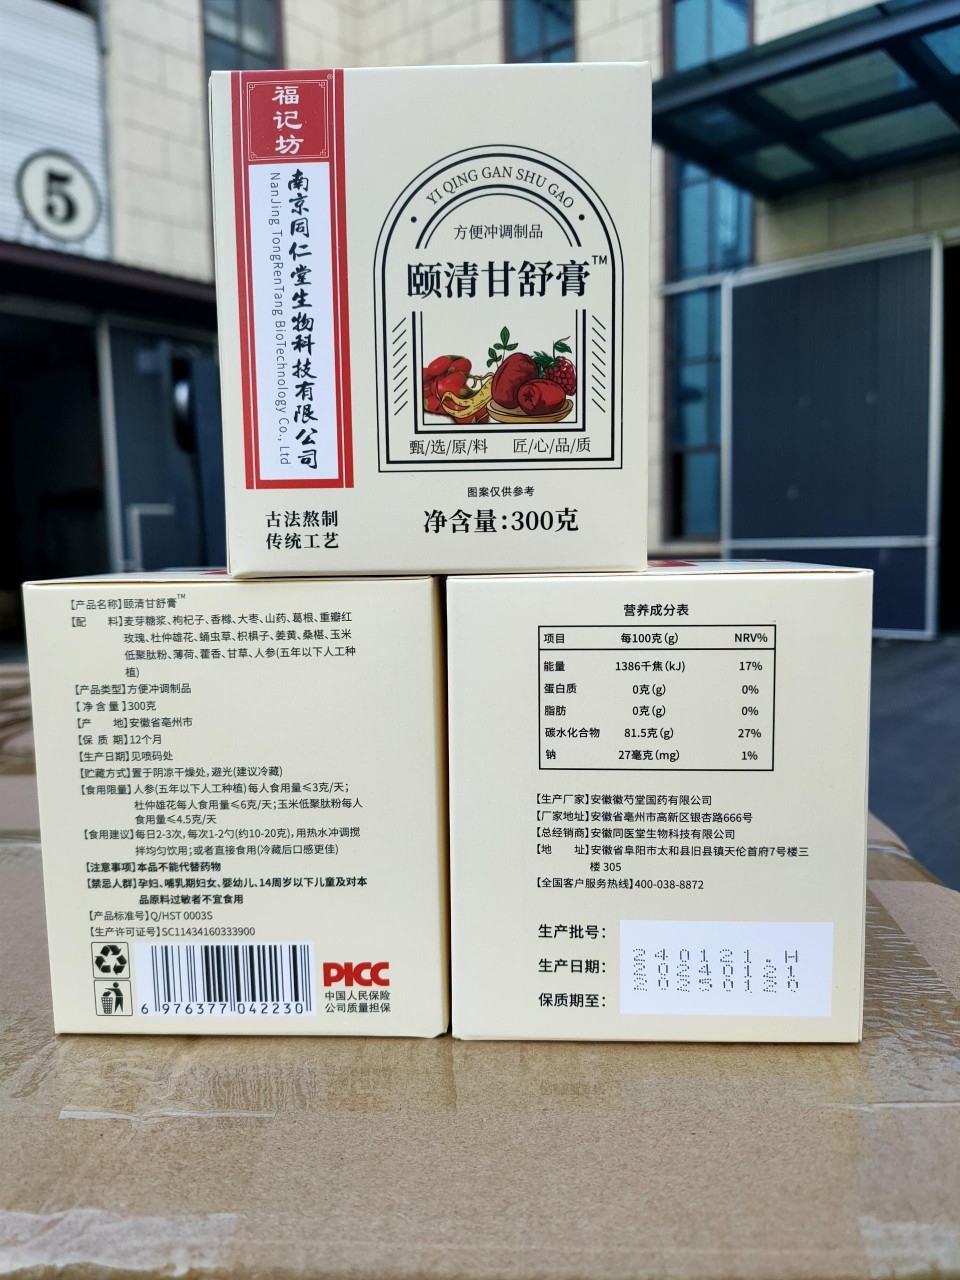 5
福记坊
南京同仁堂生物科技有限公司
NanJing TongRenTang BioTechnology Co., Ltd
古法熬制
传统工艺
YI QING GAN SHU GAO
方便冲调制品
颐清甘舒膏™
甄/选/原/料 匠/心/品/质
图案仅供参考
净含量:300克
【产品名称】颐清甘舒膏™
【配 料】麦芽糖浆、枸杞子、香橼、大枣、山药、葛根、重瓣红
玫瑰、杜仲雄花、蛹虫草、枳椇子、姜黄、桑椹、玉米
低聚肽粉、薄荷、藿香、甘草、人参(五年以下人工种
植)
【产品类型】方便冲调制品
【净 含 量】300克
【产 地】安徽省亳州市
【保 质 期】12个月
【生产日期】见喷码处
【贮藏方式】置于阴凉干燥处,避光(建议冷藏)
【食用限量】人参(五年以下人工种植)每人食用量≤3克/天;
杜仲雄花每人食用量≤6克/天;玉米低聚肽粉每人
食用量≤4.5克/天
【食用建议】每日2-3次,每次1-2勺(约10-20克),用热水冲调搅
拌均匀饮用;或者直接食用(冷藏后口感更佳)
【注意事项】本品不能代替药物
【禁忌人群】孕妇、哺乳期妇女、婴幼儿、14周岁以下儿童及对本
品原料过敏者不宜食用
【产品标准号】Q/HST 0003S
【生产许可证号】SC11434160333900
6 976377 042230
PICC
中国人民保险
公司质量担保
营养成分表
项目 每100克(g) NRV%
能量 1386千焦(kJ) 17%
蛋白质 0克(g) 0%
脂肪 0克(g) 0%
碳水化合物 81.5克(g) 27%
钠 27毫克(mg) 1%
【生产厂家】安徽徽芍堂国药有限公司
【厂家地址】安徽省亳州市高新区银杏路666号
【总经销商】安徽同医堂生物科技有限公司
【地 址】安徽省阜阳市太和县旧县镇天伦首府7号楼三
楼 305
【全国客户服务热线】400-038-8872
生产批号: 240121.H
生产日期: 20240121
保质期至: 20250120